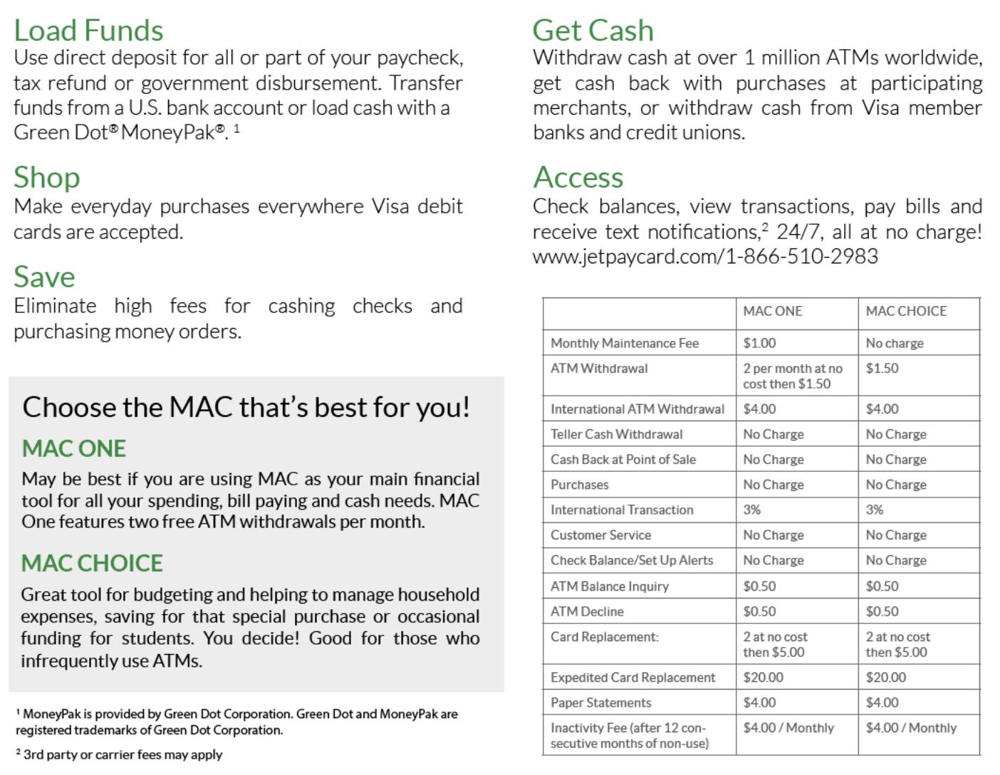 Load Funds
Use direct deposit for all or part of your paycheck,
tax refund or government disbursement. Transfer
funds from a U.S. bank account or load cash with a
Green Dot® MoneyPak®. ¹
Shop
Make everyday purchases everywhere Visa debit
cards are accepted.
Save
Eliminate high fees for cashing checks and
purchasing money orders.
Choose the MAC that’s best for you!
MAC ONE
May be best if you are using MAC as your main financial
tool for all your spending, bill paying and cash needs. MAC
One features two free ATM withdrawals per month.
MAC CHOICE
Great tool for budgeting and helping to manage household
expenses, saving for that special purchase or occasional
funding for students. You decide! Good for those who
infrequently use ATMs.
¹ MoneyPak is provided by Green Dot Corporation. Green Dot and MoneyPak are
registered trademarks of Green Dot Corporation.
² 3rd party or carrier fees may apply
Get Cash
Withdraw cash at over 1 million ATMs worldwide,
get cash back with purchases at participating
merchants, or withdraw cash from Visa member
banks and credit unions.
Access
Check balances, view transactions, pay bills and
receive text notifications,² 24/7, all at no charge!
www.jetpaycard.com/1-866-510-2983
MAC ONE MAC CHOICE
Monthly Maintenance Fee $1.00 No charge
ATM Withdrawal 2 per month at no $1.50
cost then $1.50
International ATM Withdrawal $4.00 $4.00
Teller Cash Withdrawal No Charge No Charge
Cash Back at Point of Sale No Charge No Charge
Purchases No Charge No Charge
International Transaction 3% 3%
Customer Service No Charge No Charge
Check Balance/Set Up Alerts No Charge No Charge
ATM Balance Inquiry $0.50 $0.50
ATM Decline $0.50 $0.50
Card Replacement: 2 at no cost 2 at no cost
then $5.00 then $5.00
Expedited Card Replacement $20.00 $20.00
Paper Statements $4.00 $4.00
Inactivity Fee (after 12 con- $4.00 / Monthly $4.00 / Monthly
secutive months of non-use)